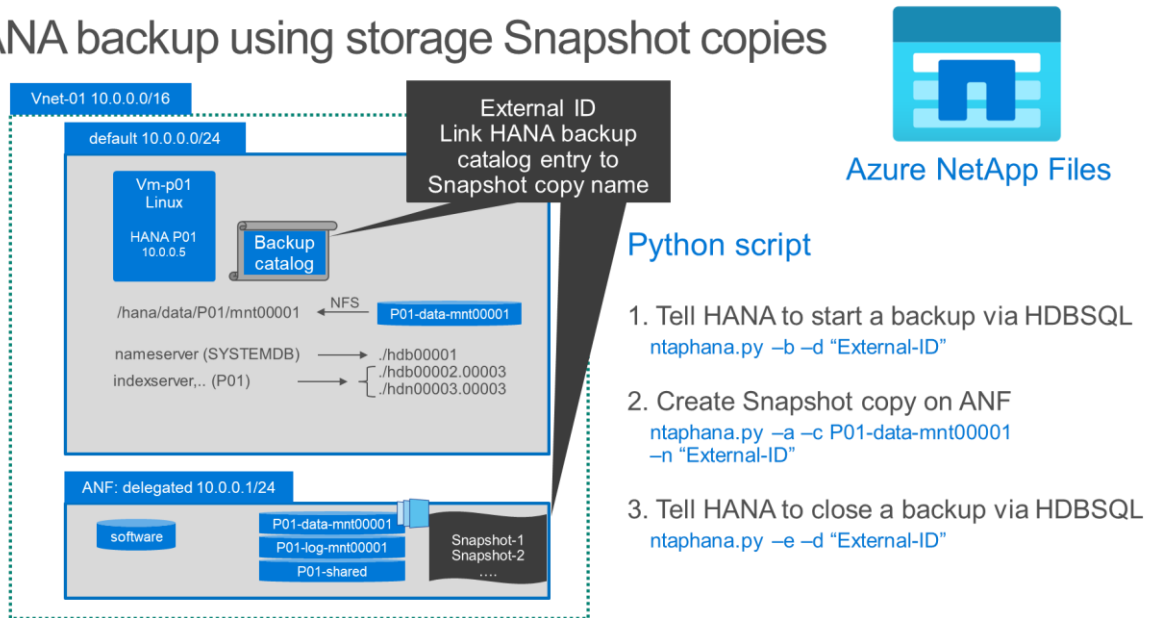 ANA backup using storage Snapshot copies
Vnet-01 10.0.0.0/16
default 10.0.0.0/24
Vm-p01
Linux
HANA P01
10.0.0.5
Backup
catalog
External ID
Link HANA backup
catalog entry to
Snapshot copy name
/hana/data/P01/mnt00001
NFS
P01-data-mnt00001
nameserver (SYSTEMDB)
./hdb00001
indexserver,.. (P01)
./hdb00002.00003
./hdn00003.00003
ANF: delegated 10.0.0.1/24
software
P01-data-mnt00001
P01-log-mnt00001
P01-shared
Snapshot-1
Snapshot-2
....
Azure NetApp Files
Python script
1. Tell HANA to start a backup via HDBSQL
ntaphana.py –b –d “External-ID”
2. Create Snapshot copy on ANF
ntaphana.py –a –c P01-data-mnt00001
–n “External-ID”
3. Tell HANA to close a backup via HDBSQL
ntaphana.py –e –d “External-ID”